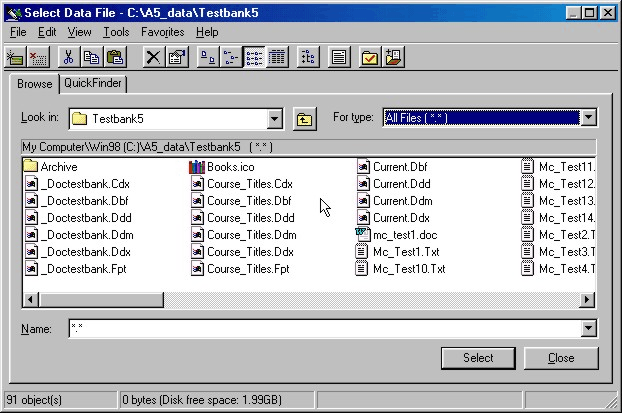 Select Data File - C:\A5_data\Testbank5
File Edit View Tools Favorites Help
Browse QuickFinder
Look in: Testbank5 For type: All Files ( *.* )
My Computer\Win98 (C:)\A5_data\Testbank5 ( *.* )
Archive Books.ico Current.Dbf Mc_Test11.
_Doctestbank.Cdx Course_Titles.Cdx Current.Ddd Mc_Test12.
_Doctestbank.Dbf Course_Titles.Dbf Current.Ddm Mc_Test13.
_Doctestbank.Ddd Course_Titles.Ddd Current.Ddx Mc_Test14.
_Doctestbank.Ddm Course_Titles.Ddm mc_test1.doc Mc_Test2.T
_Doctestbank.Ddx Course_Titles.Ddx Mc_Test1.Txt Mc_Test3.T
_Doctestbank.Fpt Course_Titles.Fpt Mc_Test10.Txt Mc_Test4.T
Name: *.*
Select Close
91 object(s) 0 bytes (Disk free space: 1.99GB)